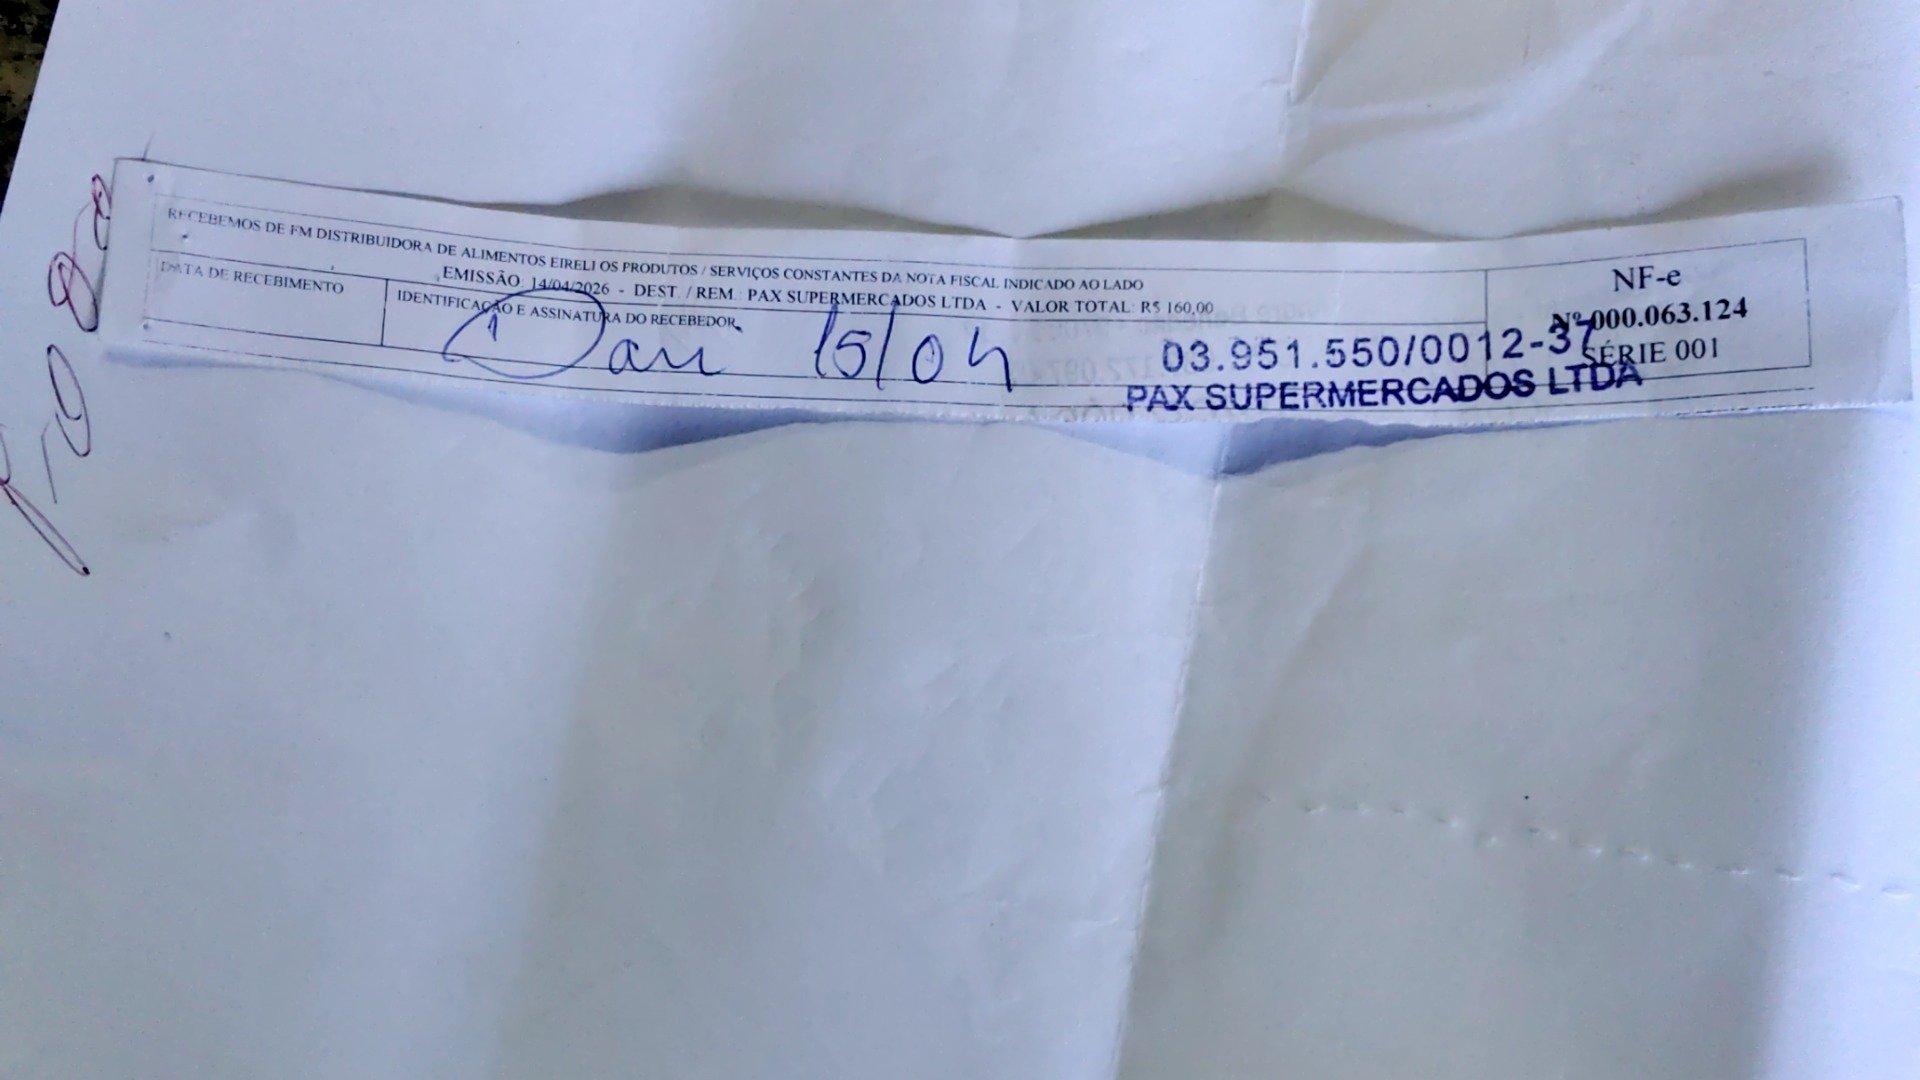 RECEBEMOS DE FM DISTRIBUIDORA DE ALIMENTOS EIRELI OS PRODUTOS / SERVIÇOS CONSTANTES DA NOTA FISCAL INDICADO AO LADO
EMISSÃO: 14/04/2026 - DEST. / REM.: PAX SUPERMERCADOS LTDA - VALOR TOTAL: R$ 160,00
DATA DE RECEBIMENTO
IDENTIFICAÇÃO E ASSINATURA DO RECEBEDOR
15/04
NF-e
Nº 000.063.124
SÉRIE 001
03.951.550/0012-37
PAX SUPERMERCADOS LTDA